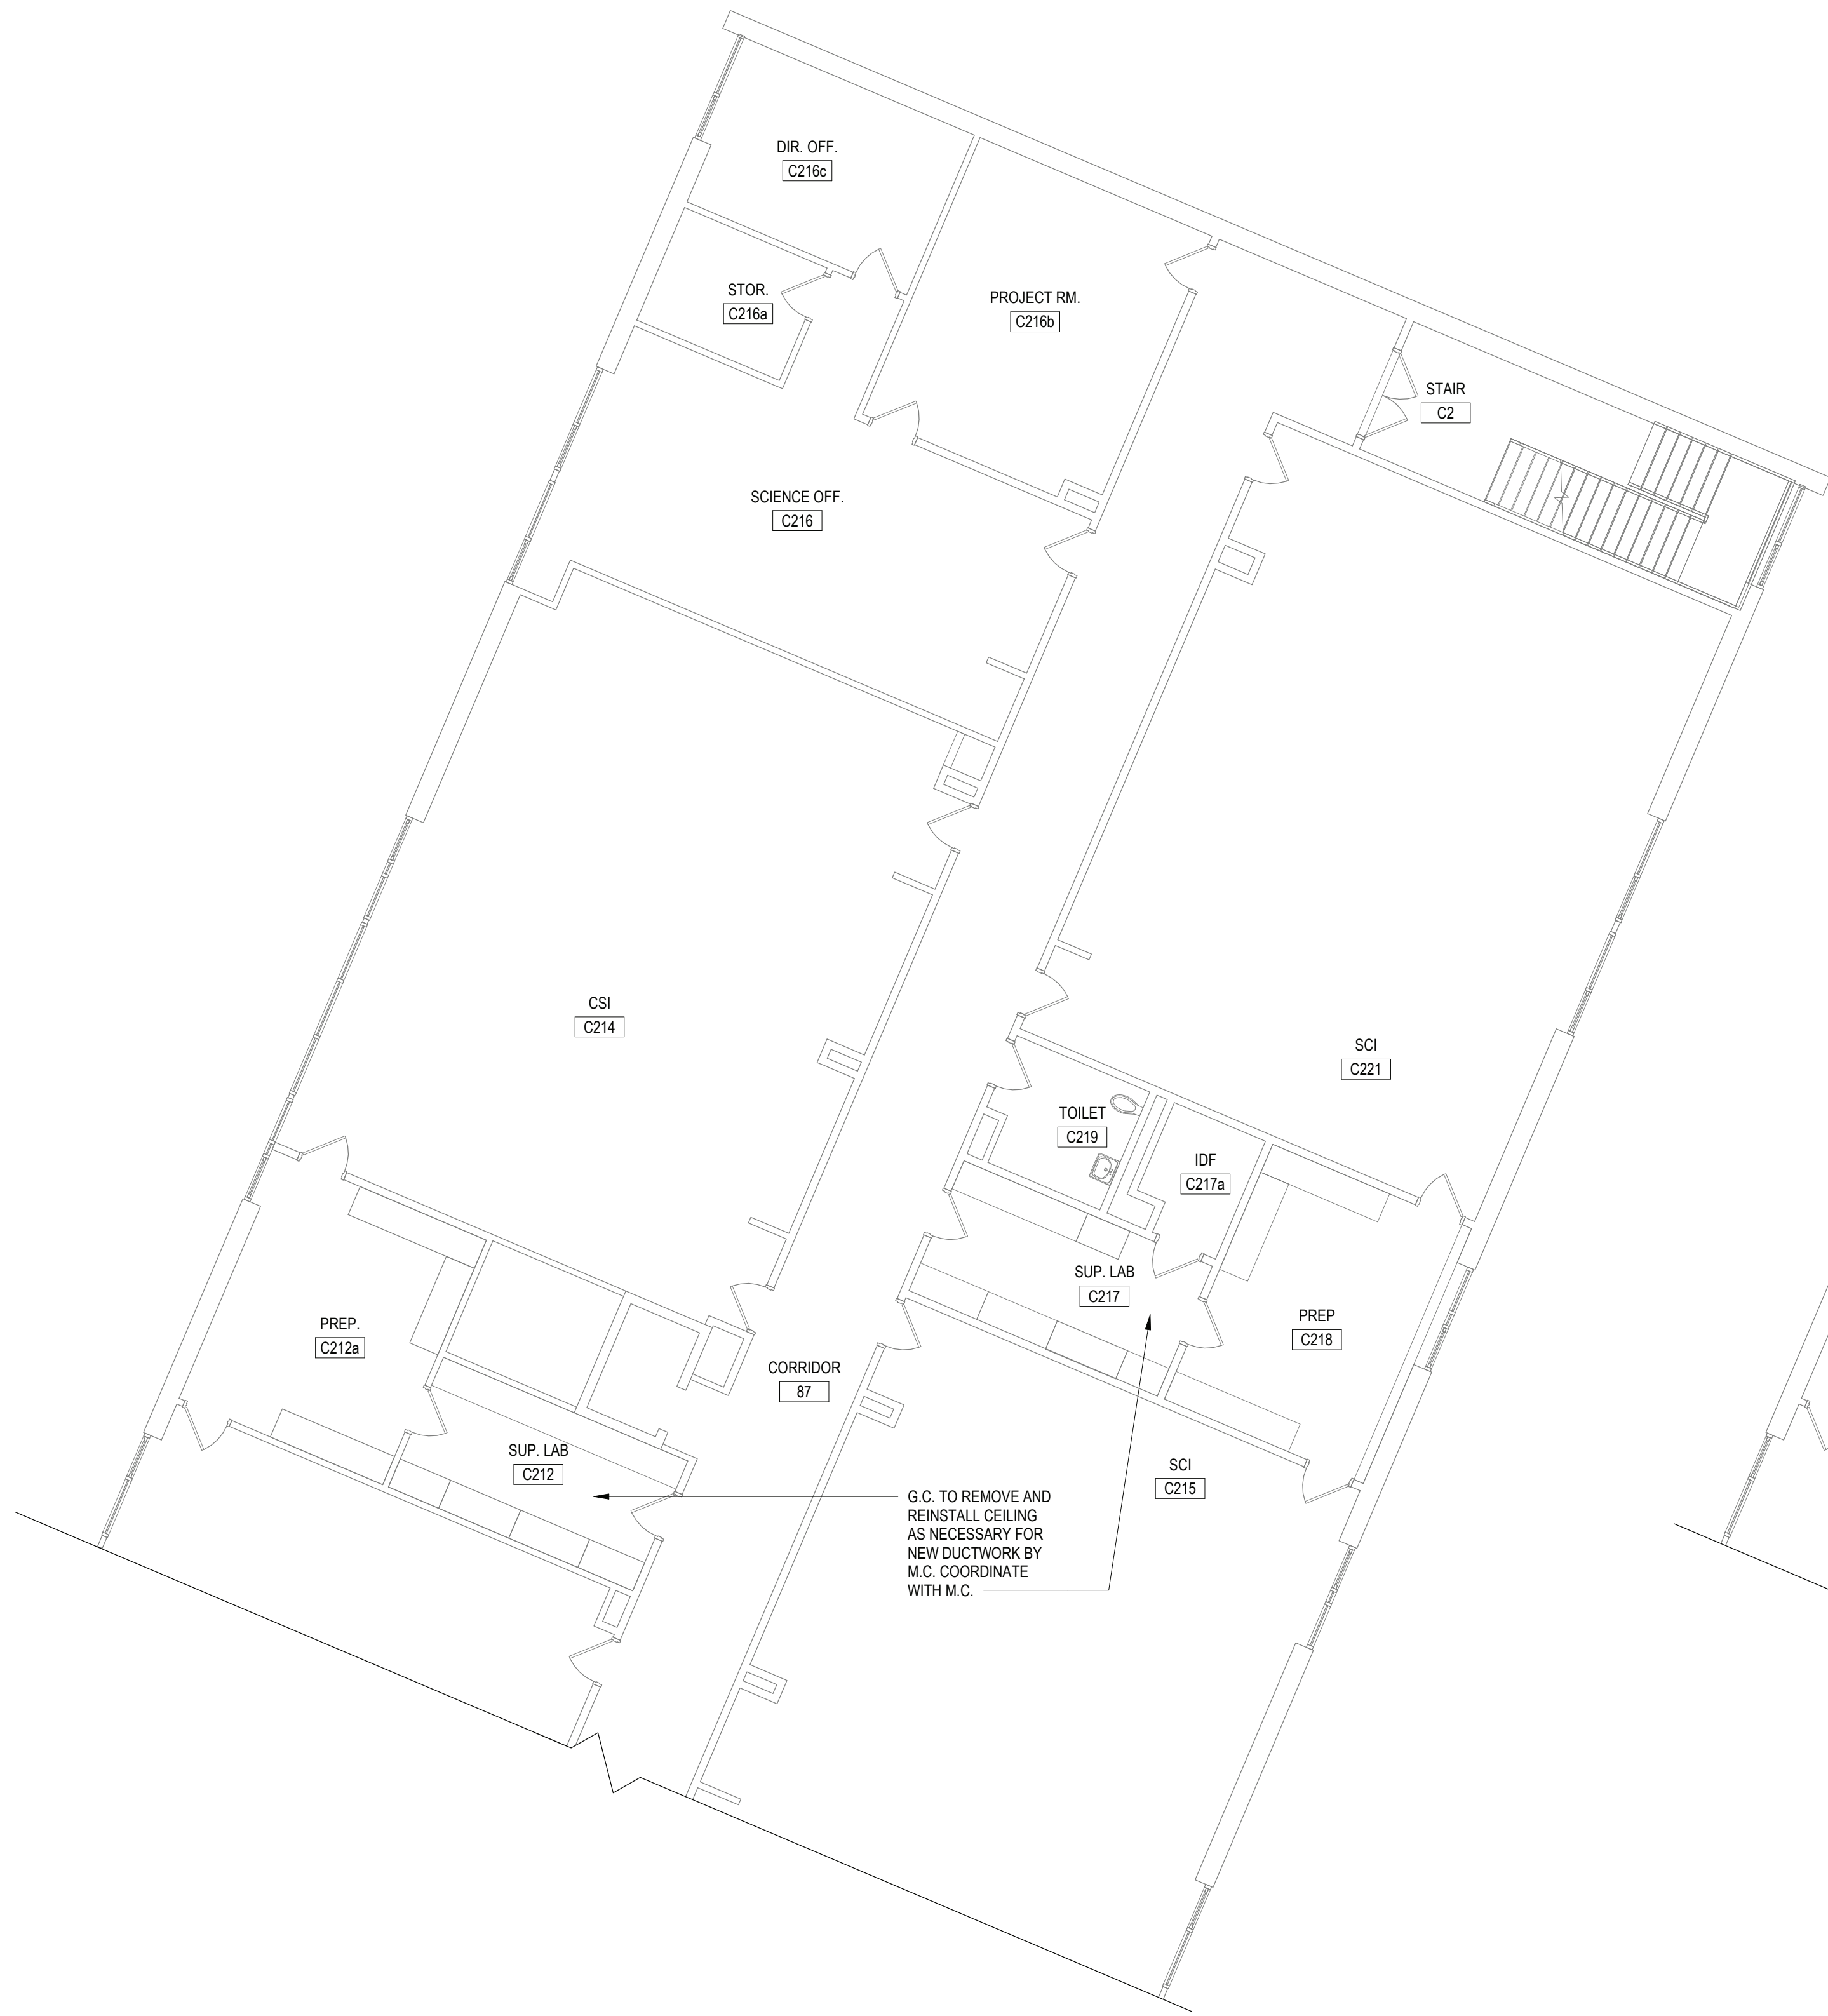 DIR. OFF.
C216c
STOR.
C216a
PROJECT RM.
C216b
STAIR
C2
SCIENCE OFF.
C216
CSI
C214
SCI
C221
TOILET
C219
IDF
C217a
SUP. LAB
C217
PREP
C218
PREP.
C212a
CORRIDOR
87
SUP. LAB
C212
SCI
C215
G.C. TO REMOVE AND
REINSTALL CEILING
AS NECESSARY FOR
NEW DUCTWORK BY
M.C. COORDINATE
WITH M.C.